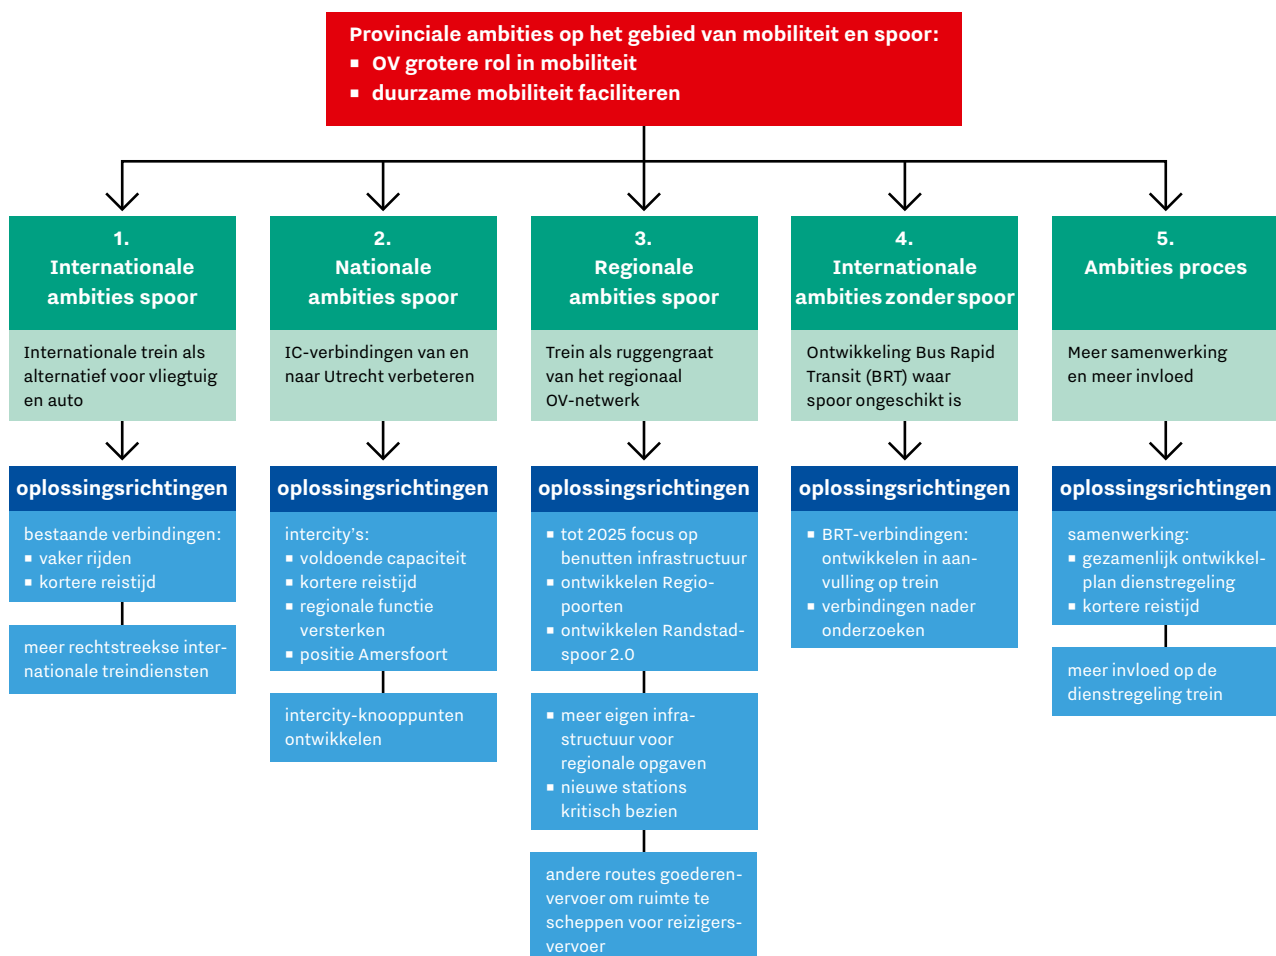 Provinciale ambities op het gebied van mobiliteit en spoor:
▪ OV grotere rol in mobiliteit
▪ duurzame mobiliteit faciliteren
1.
Internationale
ambities spoor
Internationale trein als
alternatief voor vliegtuig
en auto
oplossingsrichtingen
bestaande verbindingen:
▪ vaker rijden
▪ kortere reistijd
meer rechtstreekse inter-
nationale treindiensten
2.
Nationale
ambities spoor
IC-verbindingen van en
naar Utrecht verbeteren
oplossingsrichtingen
intercity's:
▪ voldoende capaciteit
▪ kortere reistijd
▪ regionale functie
versterken
▪ positie Amersfoort
intercity-knooppunten
ontwikkelen
3.
Regionale
ambities spoor
Trein als ruggengraat
van het regionaal
OV-netwerk
oplossingsrichtingen
▪ tot 2025 focus op
benutten infrastructuur
▪ ontwikkelen Regio-
poorten
▪ ontwikkelen Randstad-
spoor 2.0
▪ meer eigen infra-
structuur voor
regionale opgaven
▪ nieuwe stations
kritisch bezien
andere routes goederen-
vervoer om ruimte te
scheppen voor reizigers-
vervoer
4.
Internationale
ambities zonder spoor
Ontwikkeling Bus Rapid
Transit (BRT) waar
spoor ongeschikt is
oplossingsrichtingen
▪ BRT-verbindingen:
ontwikkelen in aan-
vulling op trein
▪ verbindingen nader
onderzoeken
5.
Ambities proces
Meer samenwerking
en meer invloed
oplossingsrichtingen
samenwerking:
▪ gezamenlijk ontwikkel-
plan dienstregeling
▪ kortere reistijd
meer invloed op de
dienstregeling trein